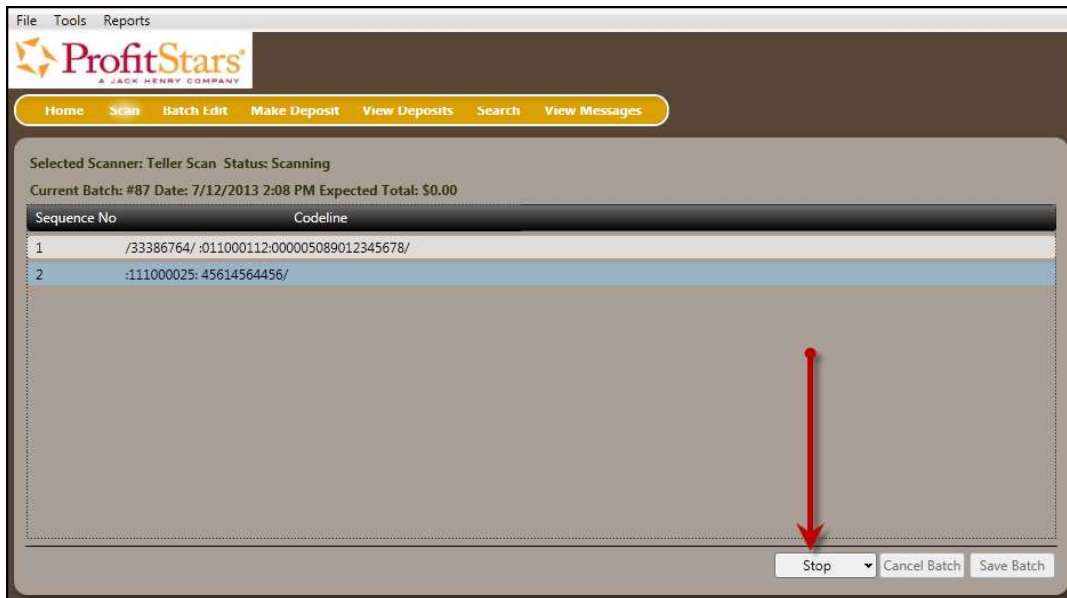 File Tools Reports
ProfitStars
A JACK HENRY COMPANY
Home Scan Batch Edit Make Deposit View Deposits Search View Messages
Selected Scanner: Teller Scan Status: Scanning
Current Batch: #87 Date: 7/12/2013 2:08 PM Expected Total: $0.00
Sequence No Codeline
1 /33386764/ :011000112:000005089012345678/
2 :111000025: 45614564456/
Stop Cancel Batch Save Batch